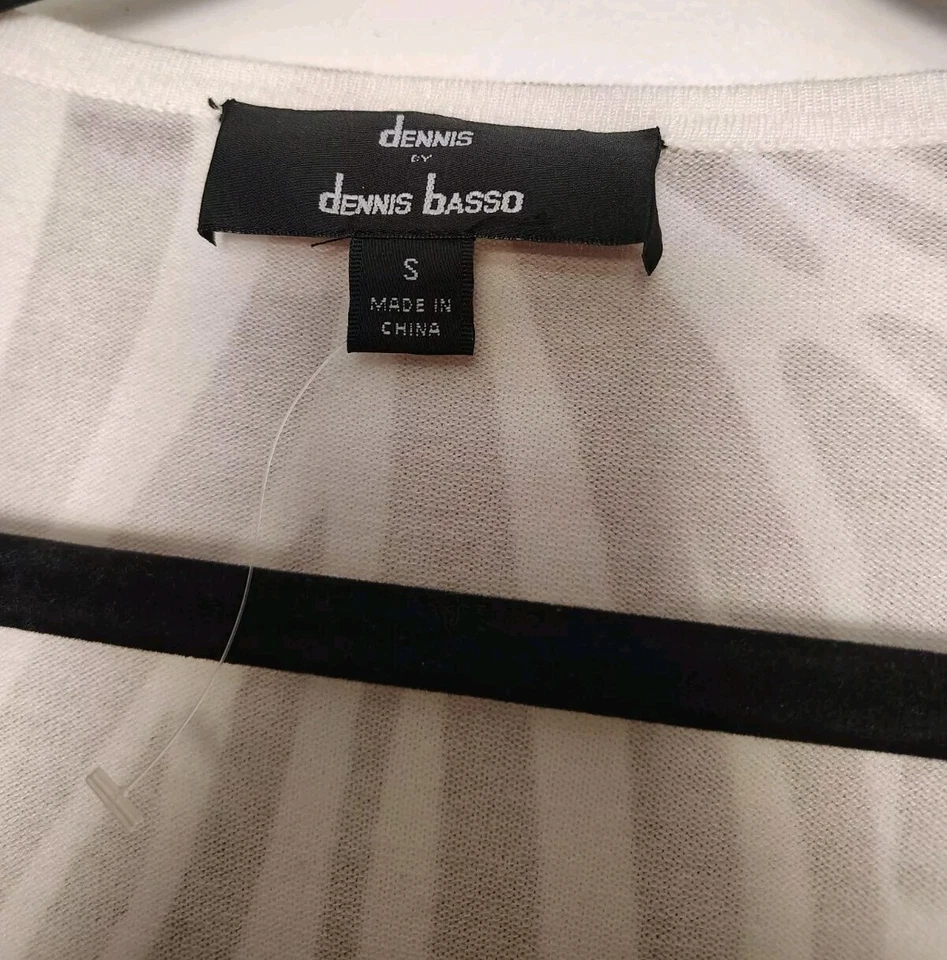 dENNIS
BY
dENNIS bASSO
S
MADE IN
CHINA